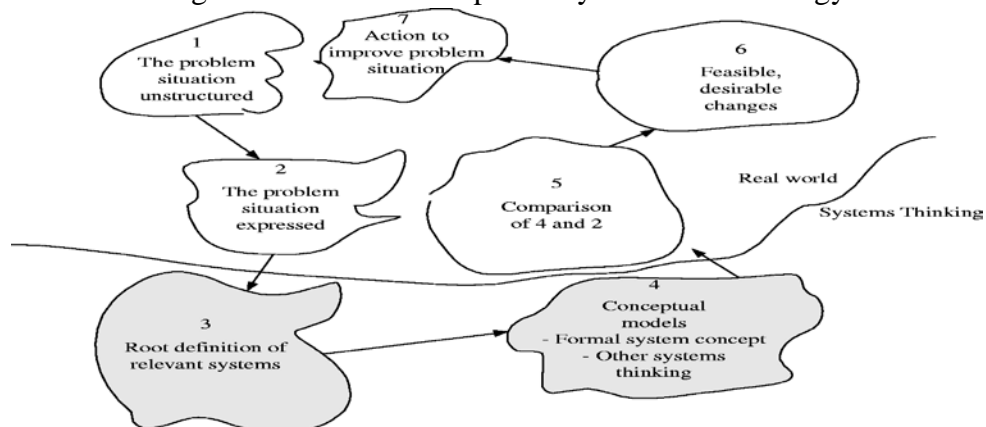 1
The problem
situation
unstructured
7
Action to
improve problem
situation
6
Feasible,
desirable
changes
2
The problem
situation
expressed
5
Comparison
of 4 and 2
Real world
Systems Thinking
3
Root definition of
relevant systems
4
Conceptual
models
- Formal system concept
- Other systems
thinking